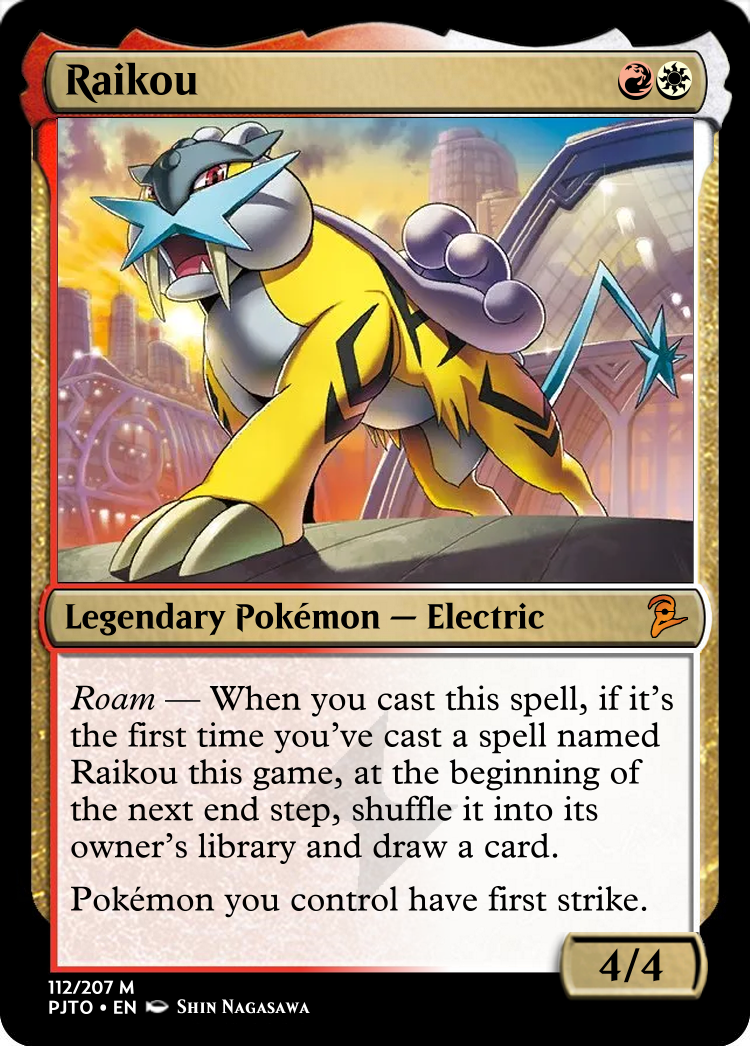 Raikou
Legendary Pokémon — Electric
Roam — When you cast this spell, if it's
the first time you've cast a spell named
Raikou this game, at the beginning of
the next end step, shuffle it into its
owner's library and draw a card.
Pokémon you control have first strike.
4/4
112/207 M
PJTO • EN Shin Nagasawa